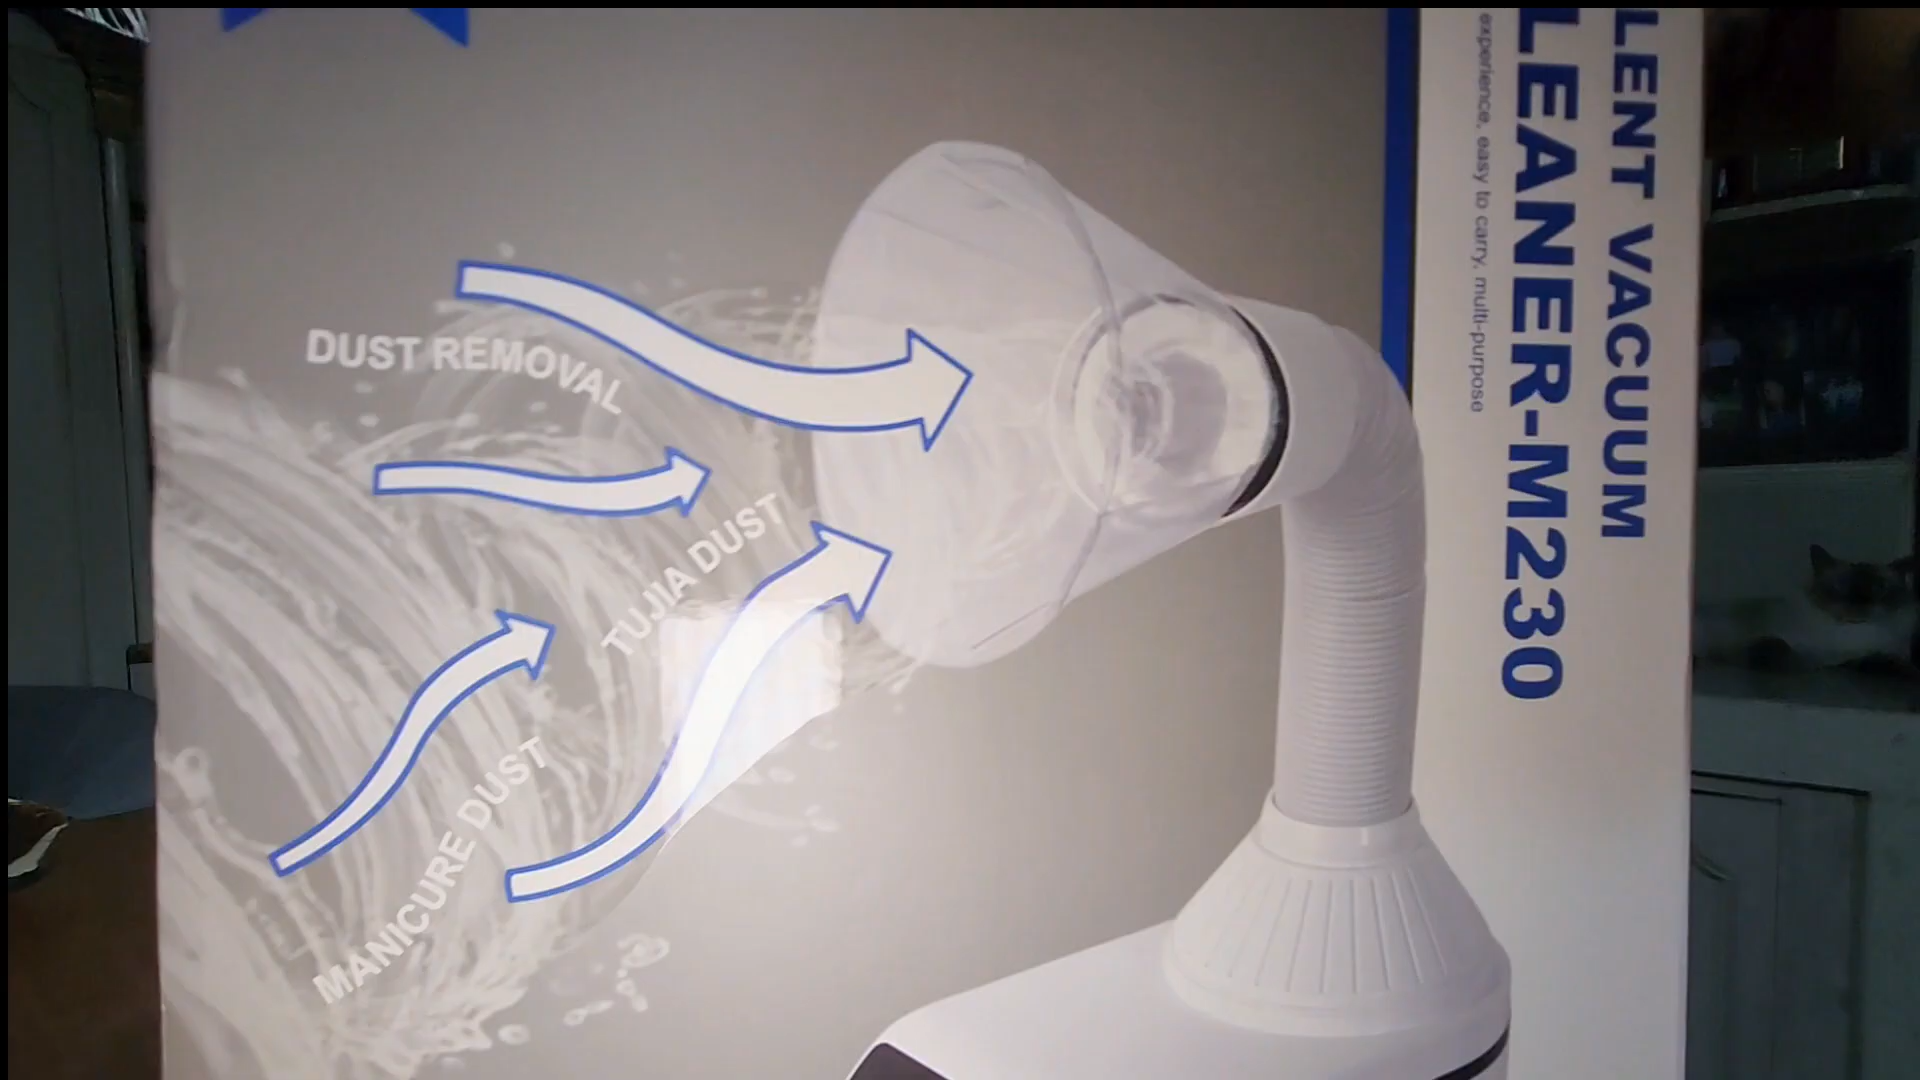 DUST REMOVAL
TUJIA DUST
MANICURE DUST
LENT VACUUM
LEANER-M230
experience, easy to carry, multi-purpose